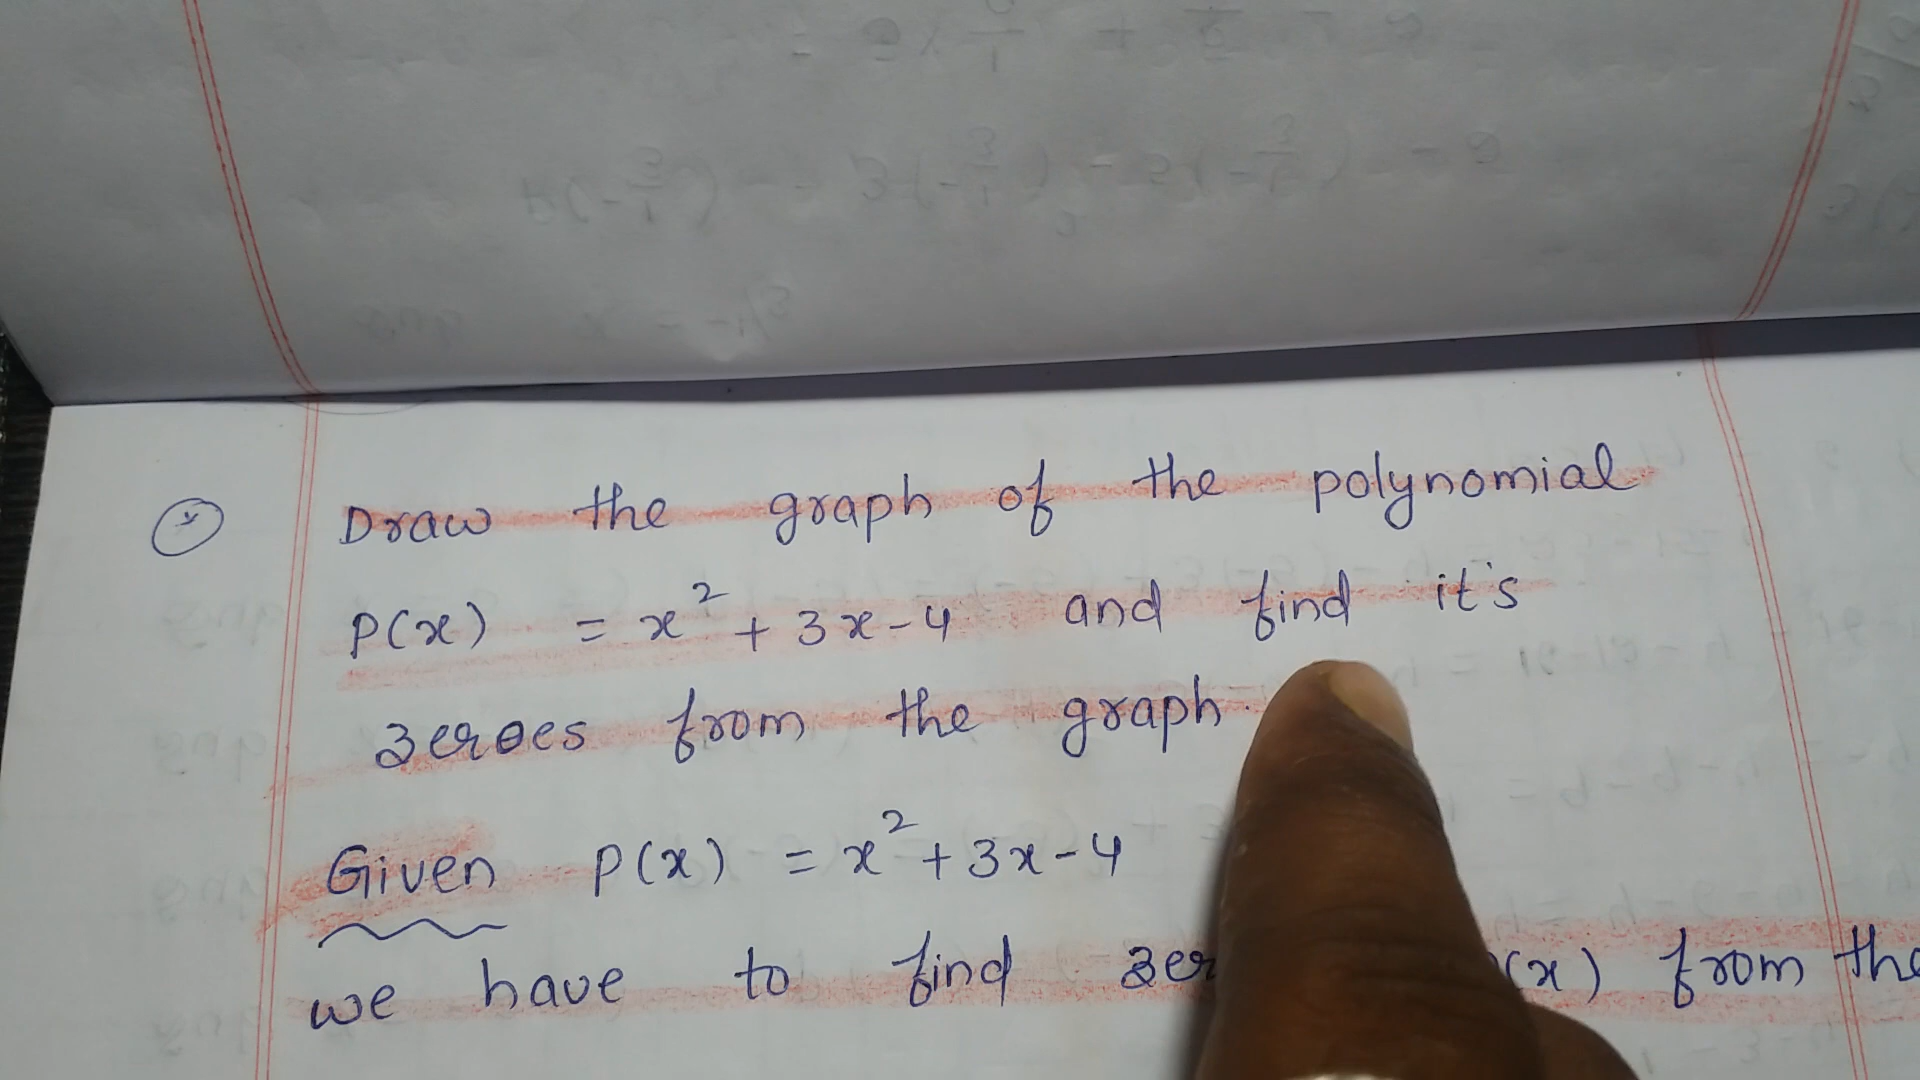 Draw the graph of the polynomial
P(x) = x² + 3x - 4 and find it's
zeroes from the graph.
Given P(x) = x² + 3x - 4
we have to find (x) from the